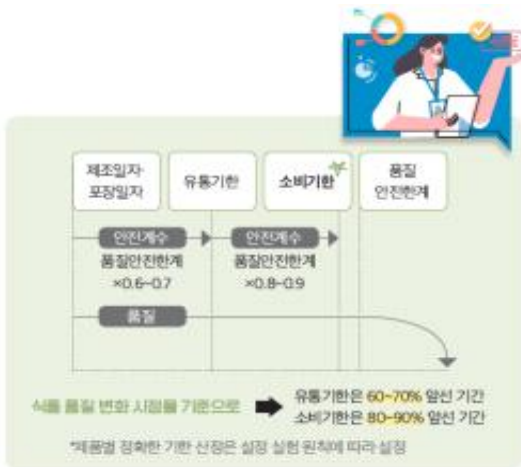 제조일자·
포장일자
유통기한
소비기한
품질
안전한계
안전계수
안전계수
품질안전한계
×0.6~0.7
품질안전한계
×0.8~0.9
품질
식품 품질 변화 시점을 기준으로
유통기한은 60~70% 앞선 기간
소비기한은 80~90% 앞선 기간
*제품별 정확한 기한 산정은 설정 실험 원칙에 따라 설정